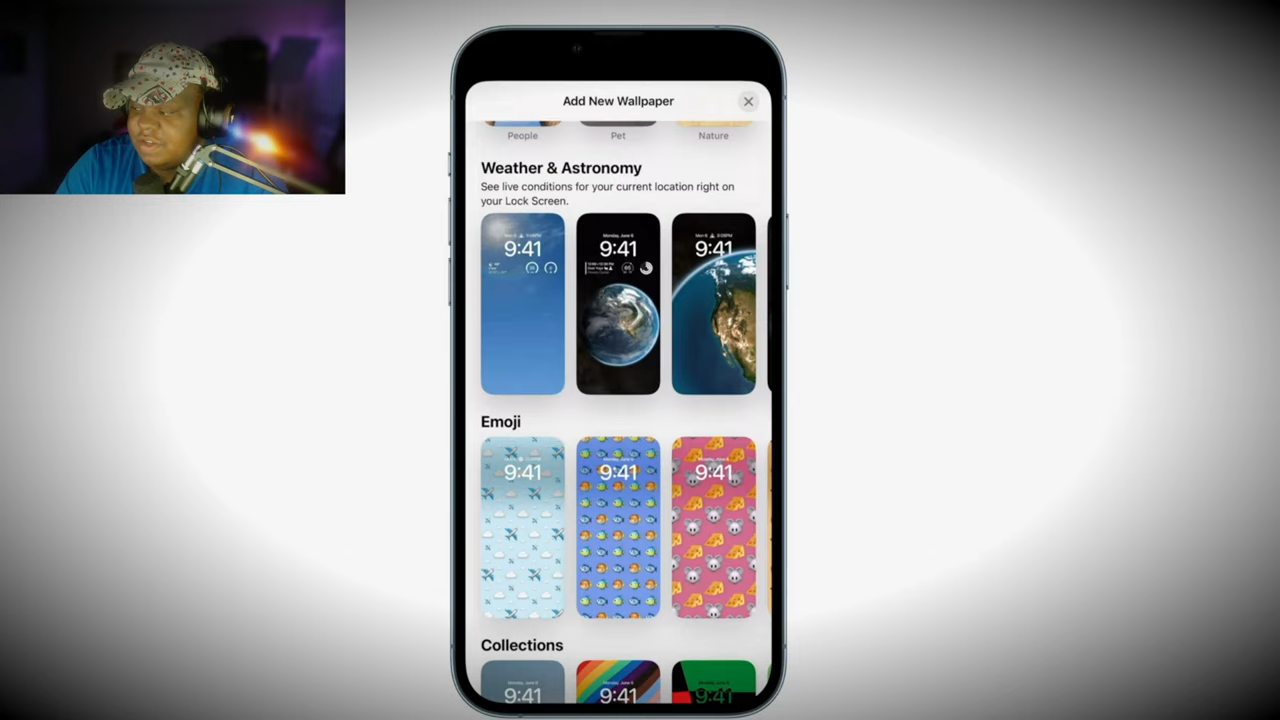 Add New Wallpaper
People Pet Nature
Weather & Astronomy
See live conditions for your current location right on
your Lock Screen.
9:41 9:41 9:41
Emoji
9:41 9:41 9:41
Collections
9:41 9:41 9:41